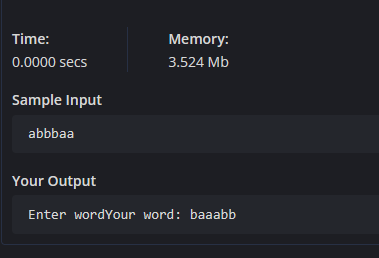 Time:
Memory:
0.0000 secs
3.524 Mb
Sample Input
abbbaa
Your Output
Enter wordYour word: baaabb